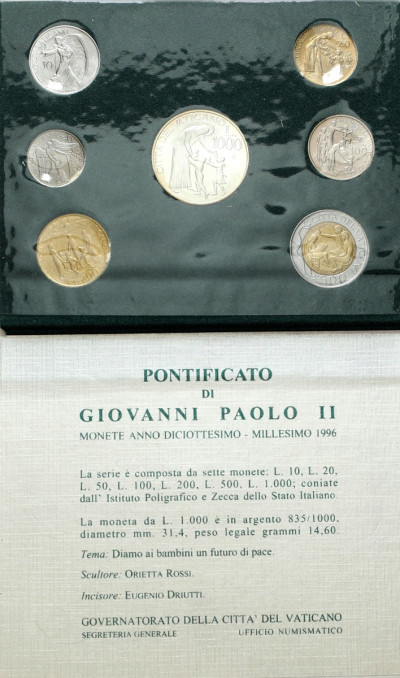 10
1000
PONTIFICATO
DI
GIOVANNI PAOLO II
MONETE ANNO DICIOTTESIMO - MILLESIMO 1996
La serie è composta da sette monete: L. 10, L. 20,
L. 50, L. 100, L. 200, L. 500, L. 1.000; coniate
dall' Istituto Poligrafico e Zecca dello Stato Italiano.
La moneta da L. 1.000 è in argento 835/1000,
diametro mm. 31,4, peso legale grammi 14,60.
Tema: Diamo ai bambini un futuro di pace.
Scultore: ORIETTA ROSSI.
Incisore: EUGENIO DRIUTTI.
GOVERNATORATO DELLA CITTA' DEL VATICANO
SEGRETERIA GENERALE UFFICIO NUMISMATICO